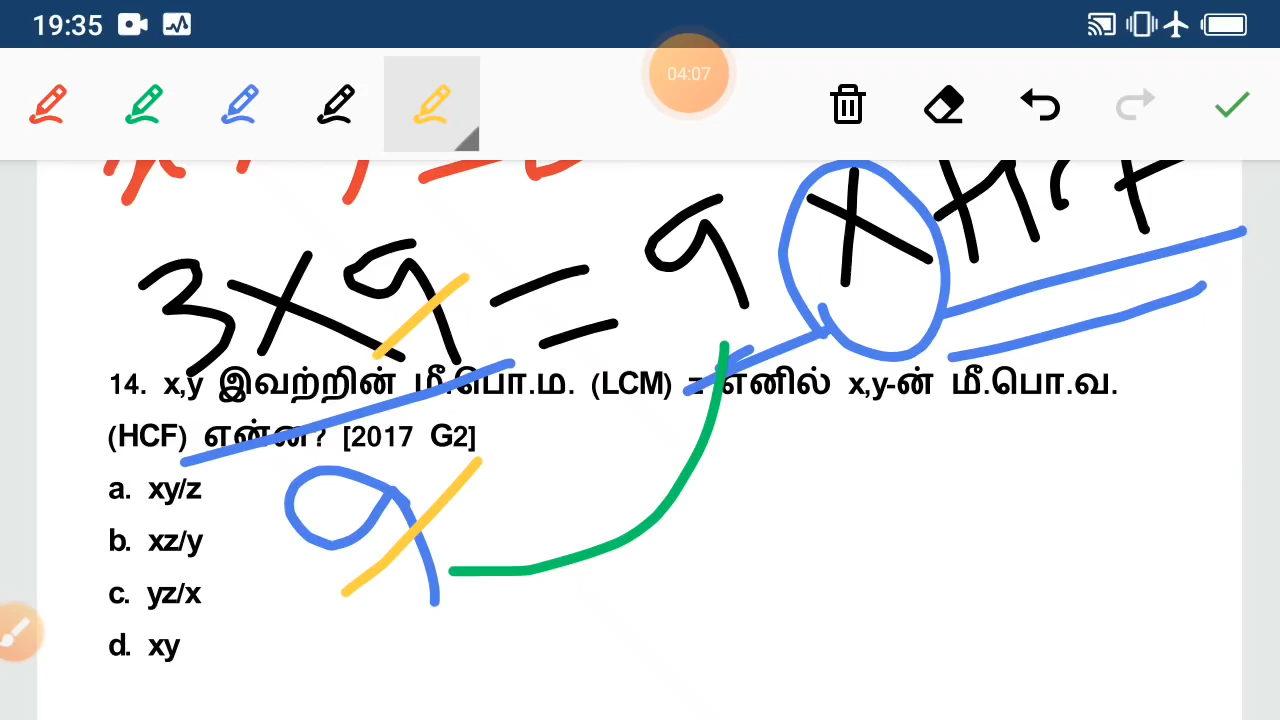 19:35
04:07
3×9 = 9 ×
14. x,y இவற்றின் மீ.பொ.ம. (LCM) z எனில் x,y-ன் மீ.பொ.வ.
(HCF) என்ன? [2017 G2]
a. xy/z
9
b. xz/y
c. yz/x
d. xy